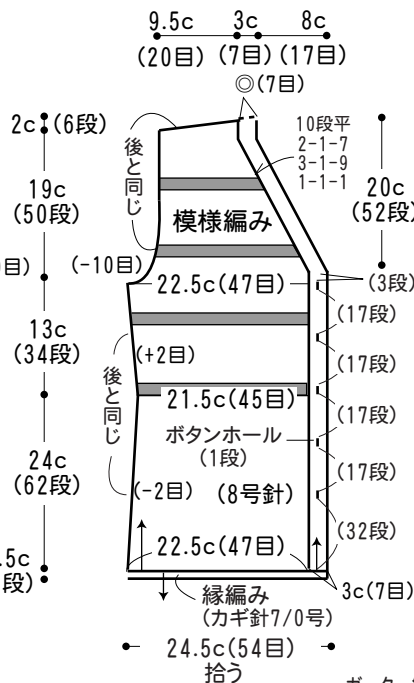 9.5c 3c 8c
(20目) (7目) (17目)
◎(7目)
2c (6段)
10段平
2-1-7
3-1-9
1-1-1
後と同じ
19c
(50段)
20c
(52段)
模様編み
目)
(-10目)
22.5c(47目)
(3段)
(17段)
13c
(34段)
(+2目)
(17段)
後と同じ
21.5c(45目)
(17段)
ボタンホール
(1段)
24c
(62段)
(17段)
(-2目)
(8号針)
(32段)
22.5c(47目)
.5c
段)
3c(7目)
縁編み
(カギ針7/0号)
24.5c(54目)
拾う